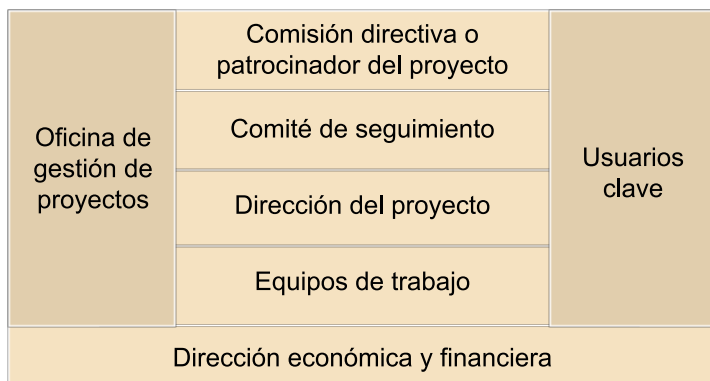 Oficina de
gestión de
proyectos
Comisión directiva o
patrocinador del proyecto
Comité de seguimiento
Dirección del proyecto
Equipos de trabajo
Usuarios
clave
Dirección económica y financiera